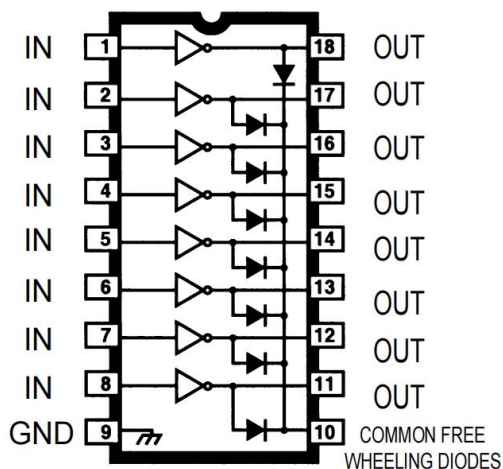 IN 1 18 OUT
IN 2 17 OUT
IN 3 16 OUT
IN 4 15 OUT
IN 5 14 OUT
IN 6 13 OUT
IN 7 12 OUT
IN 8 11 OUT
GND 9 10 COMMON FREE
WHEELING DIODES